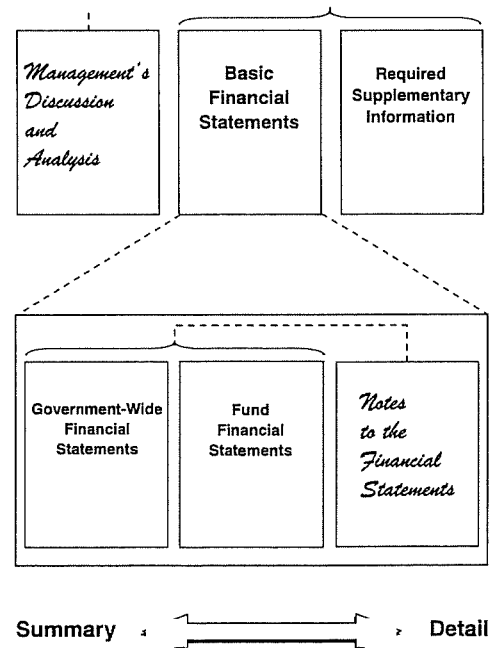 Management's
Discussion
and
Analysis
Basic
Financial
Statements
Required
Supplementary
Information
Government-Wide
Financial
Statements
Fund
Financial
Statements
Notes
to the
Financial
Statements
Summary
Detail